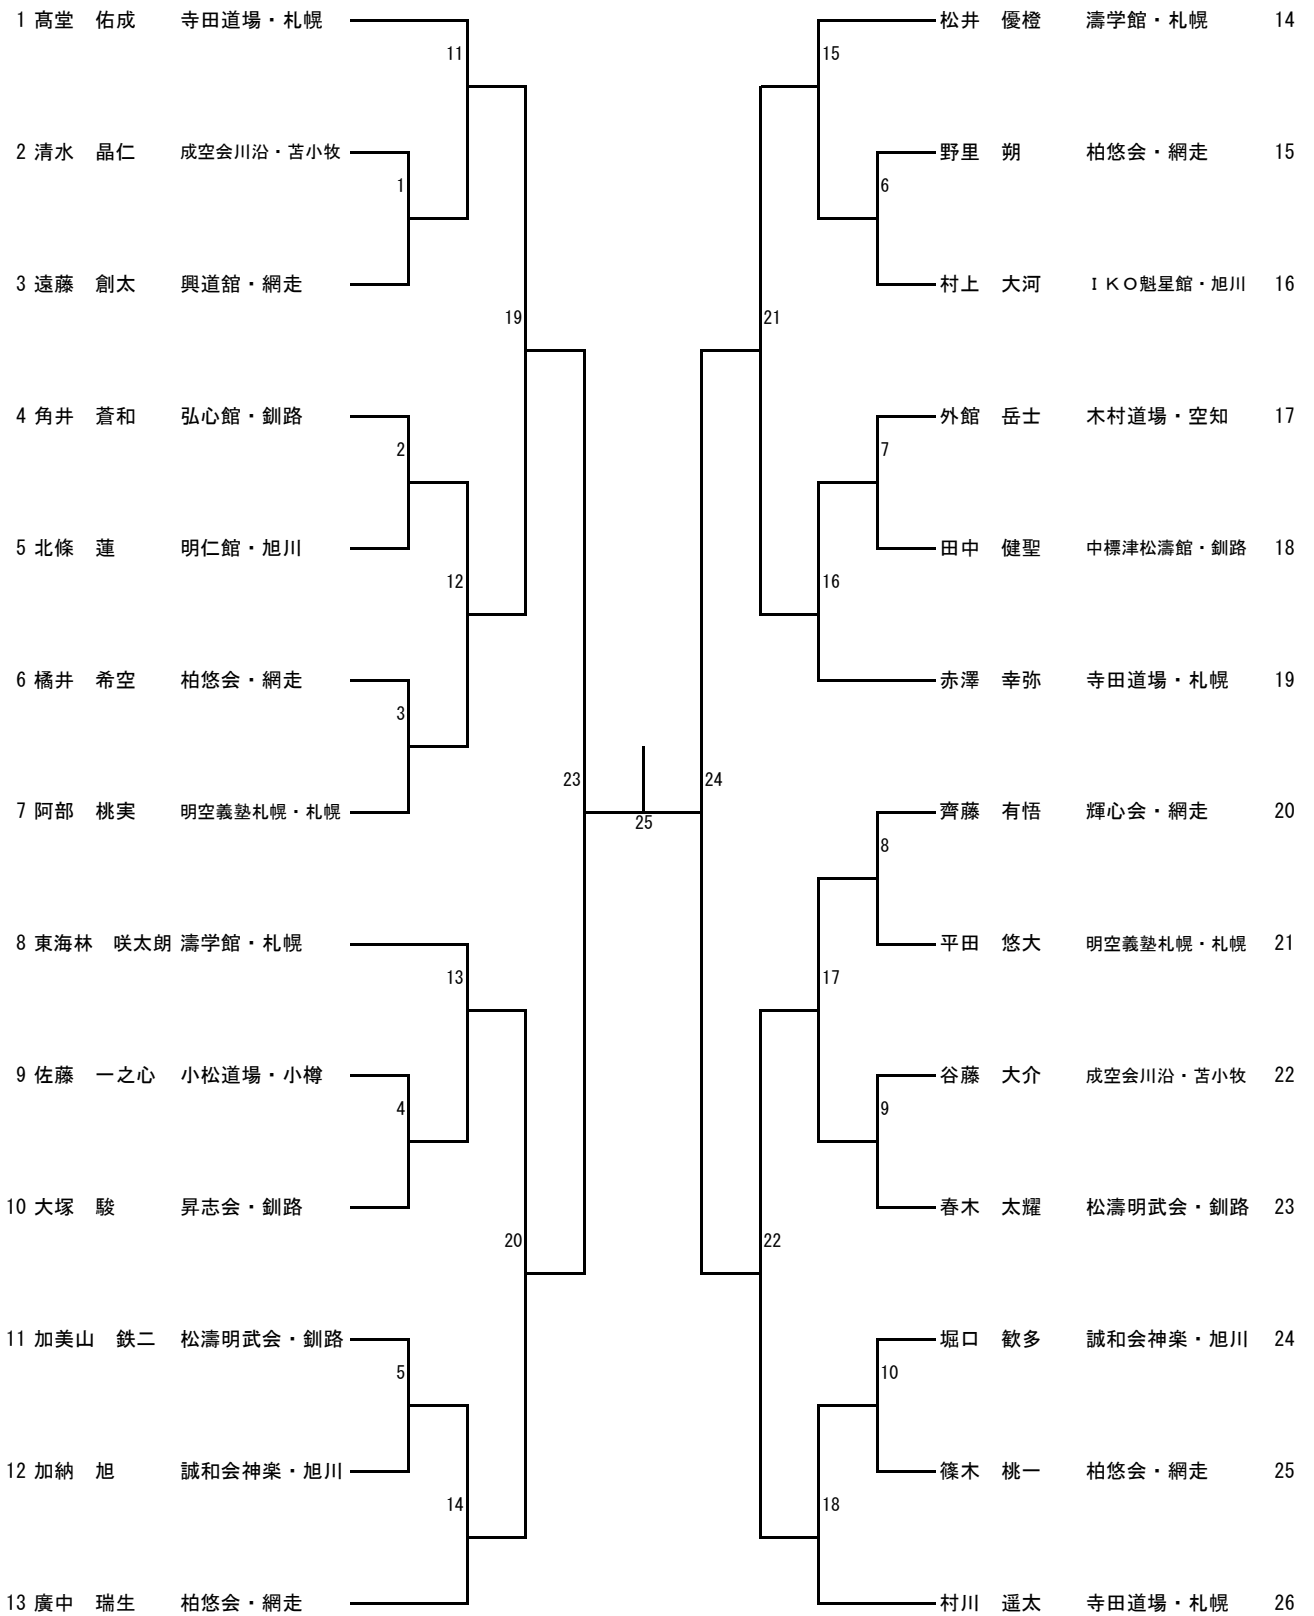 1 髙堂　佑成　寺田道場・札幌
11
2 清水　晶仁　成空会川沿・苫小牧
1
3 遠藤　創太　興道舘・網走
19
4 角井　蒼和　弘心館・釧路
2
5 北條　蓮　明仁館・旭川
12
6 橘井　希空　柏悠会・網走
3
23
7 阿部　桃実　明空義塾札幌・札幌
25
8 東海林　咲太朗　濤学館・札幌
13
9 佐藤　一之心　小松道場・小樽
4
10 大塚　駿　昇志会・釧路
20
11 加美山　鉄二　松濤明武会・釧路
5
12 加納　旭　誠和会神楽・旭川
14
13 廣中　瑞生　柏悠会・網走
松井　優橙　濤学館・札幌　14
15
野里　朔　柏悠会・網走　15
6
村上　大河　ＩＫＯ魁星館・旭川　16
21
外館　岳士　木村道場・空知　17
7
田中　健聖　中標津松濤館・釧路　18
16
赤澤　幸弥　寺田道場・札幌　19
24
齊藤　有悟　輝心会・網走　20
8
平田　悠大　明空義塾札幌・札幌　21
17
谷藤　大介　成空会川沿・苫小牧　22
9
春木　太耀　松濤明武会・釧路　23
22
堀口　歓多　誠和会神楽・旭川　24
10
篠木　桃一　柏悠会・網走　25
18
村川　遥太　寺田道場・札幌　26